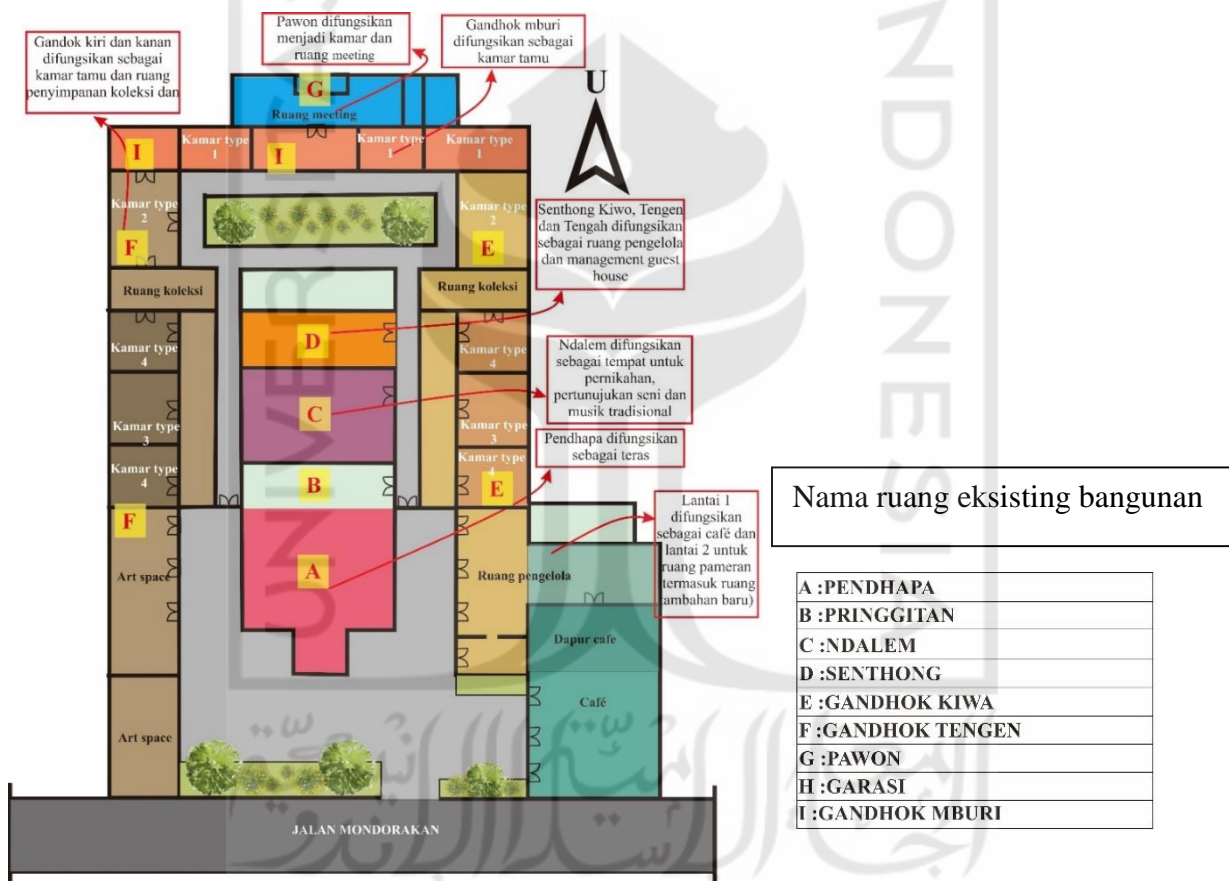 Gandok kiri dan kanan
difungsikan sebagai
kamar tamu dan ruang
penyimpanan koleksi dan
Pawon difungsikan
menjadi kamar dan
ruang meeting
Gandhok mburi
difungsikan sebagai
kamar tamu
U
G
Ruang meeting
I
Kamar type
1
I
Kamar type
1
Kamar type
1
Kamar type
2
F
Kamar type
2
E
Senthong Kiwo, Tengen
dan Tengah difungsikan
sebagai ruang pengelola
dan management guest
house
Ruang koleksi
Ruang koleksi
D
Kamar type
4
Kamar type
4
Ndalem difungsikan
sebagai tempat untuk
pernikahan,
pertunujukan seni dan
musik tradisional
C
Kamar type
3
Kamar type
3
Pendhapa difungsikan
sebagai teras
Kamar type
4
B
Kamar type
4
E
F
Lantai 1
difungsikan
sebagai café dan
lantai 2 untuk
ruang pameran
(termasuk ruang
tambahan baru)
Art space
A
Ruang pengelola
Dapur cafe
Café
Art space
JALAN MONDORAKAN
Nama ruang eksisting bangunan
A :PENDHAPA
B :PRINGGITAN
C :NDALEM
D :SENTHONG
E :GANDHOK KIWA
F :GANDHOK TENGEN
G :PAWON
H :GARASI
I :GANDHOK MBURI
UNIVERSITAS
INDONESIA